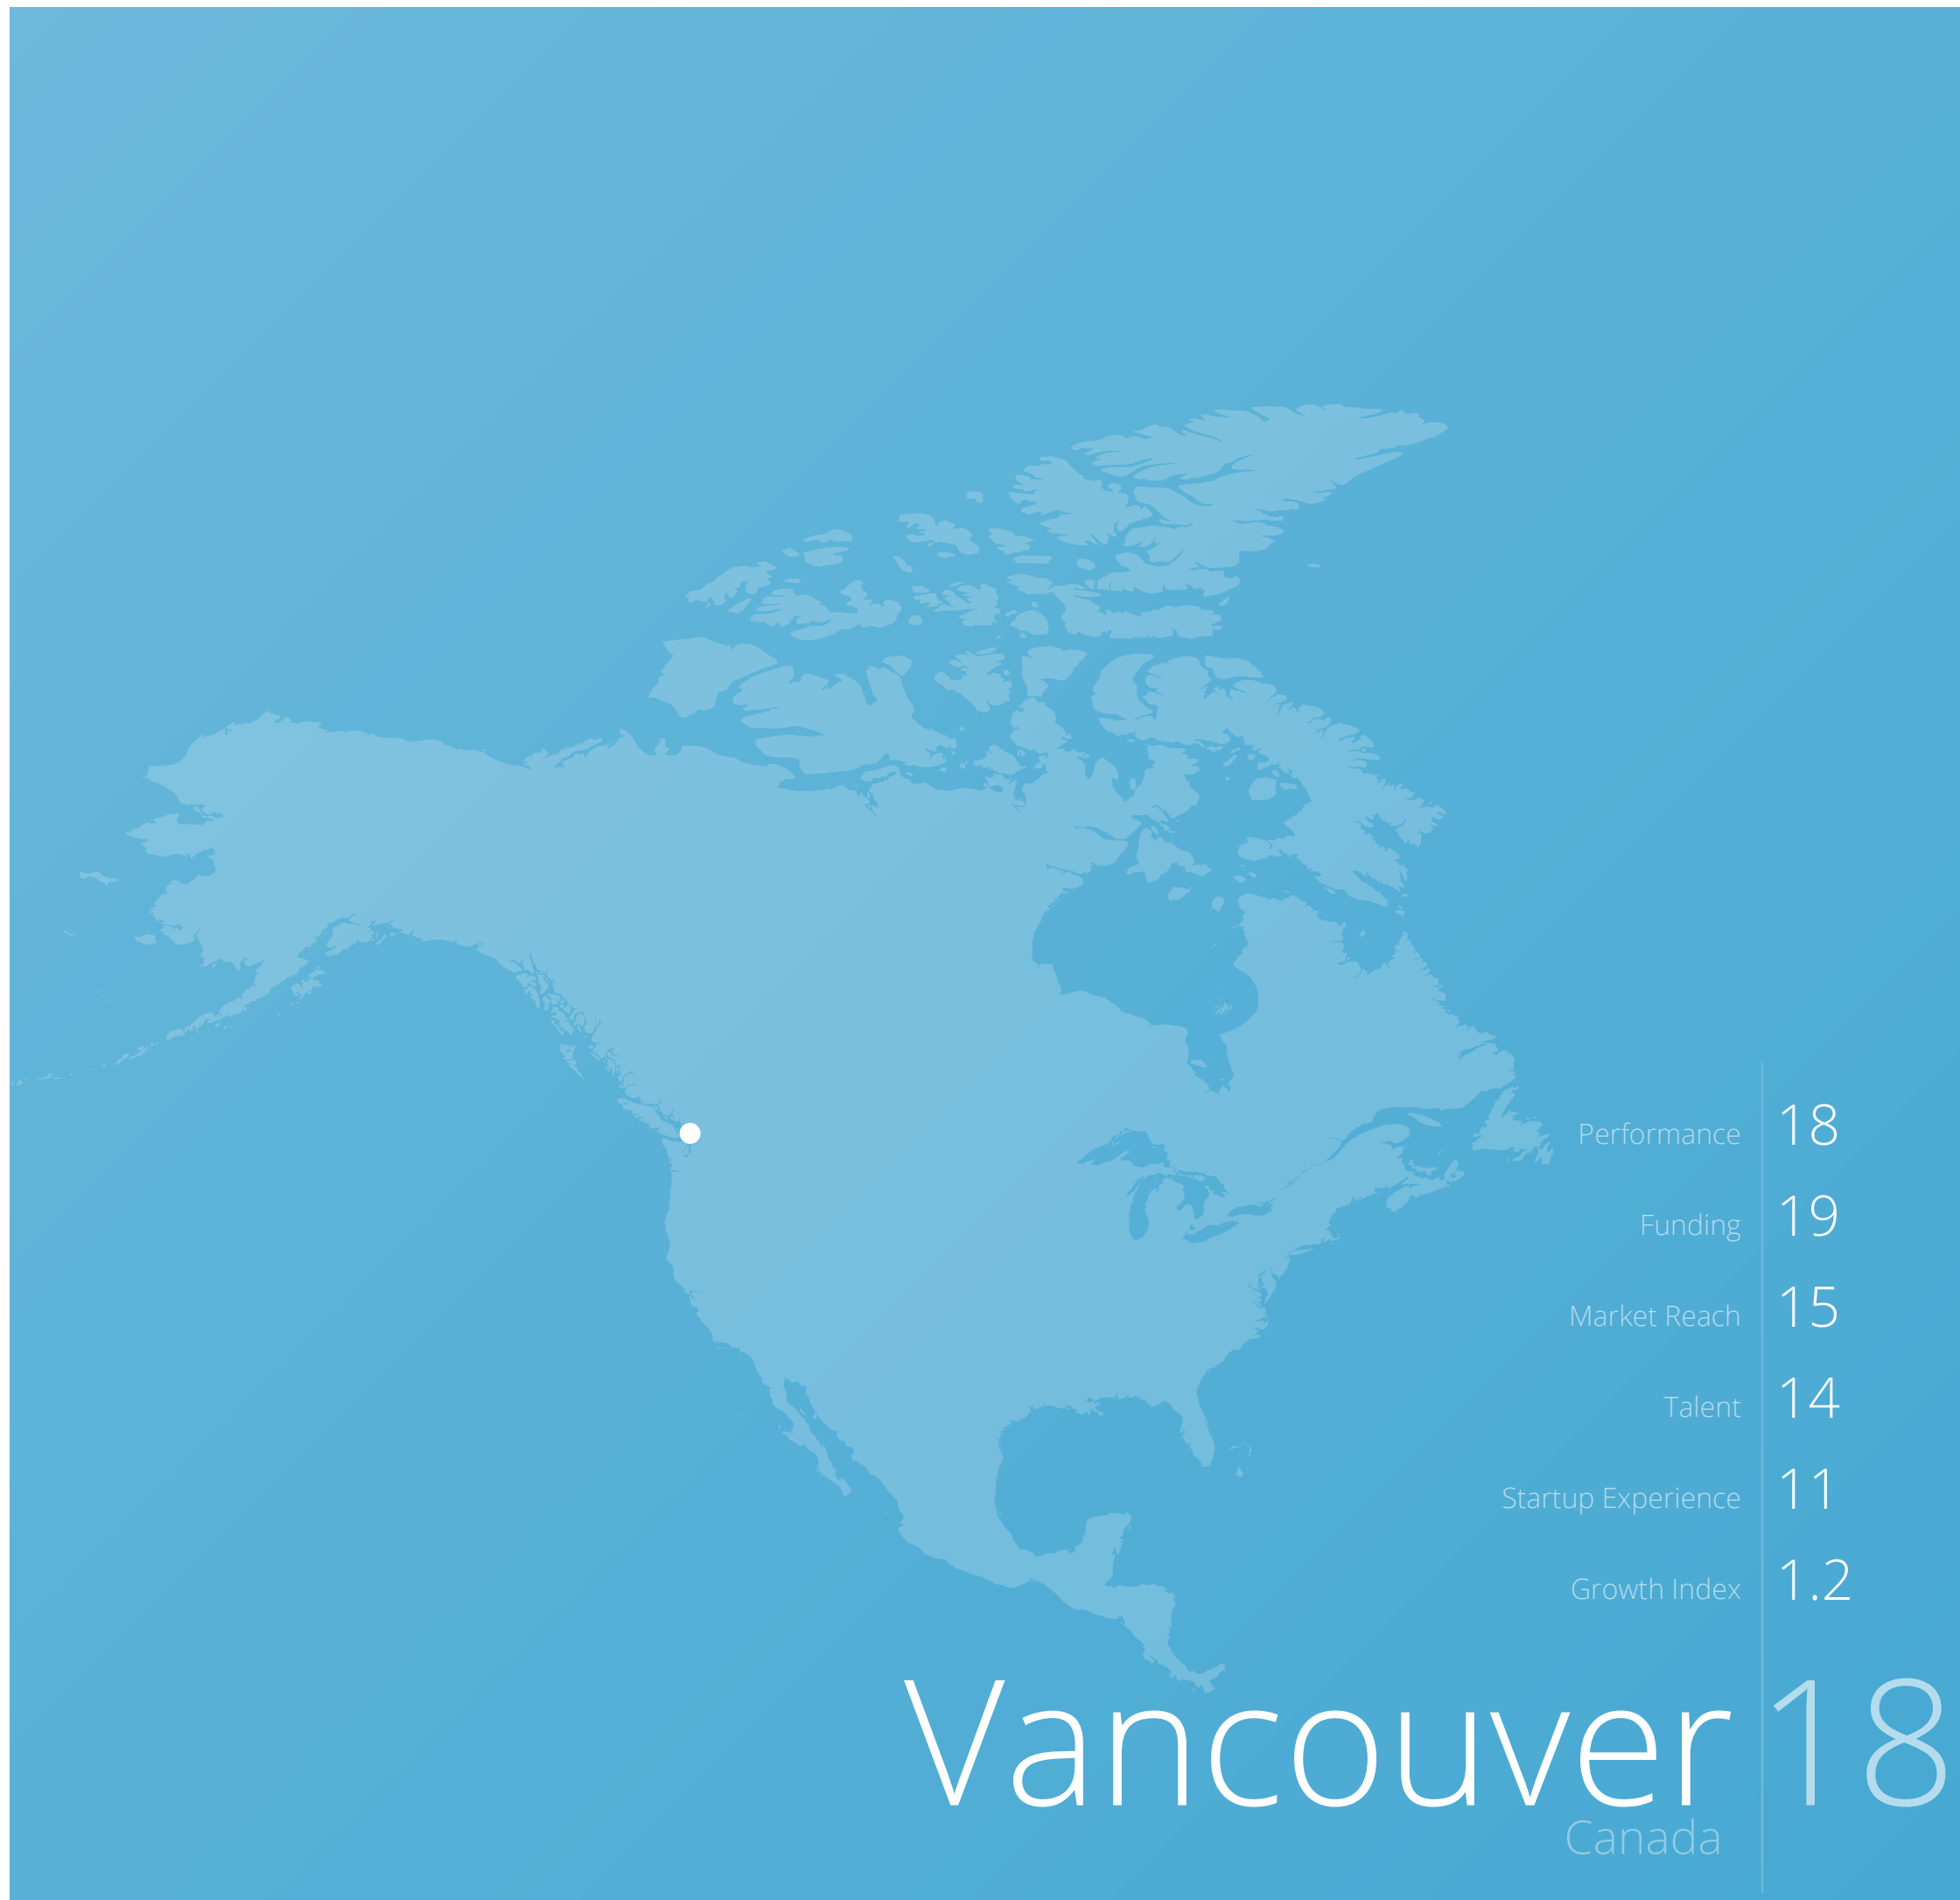 Performance 18
Funding 19
Market Reach 15
Talent 14
Startup Experience 11
Growth Index 1.2
Vancouver 18
Canada